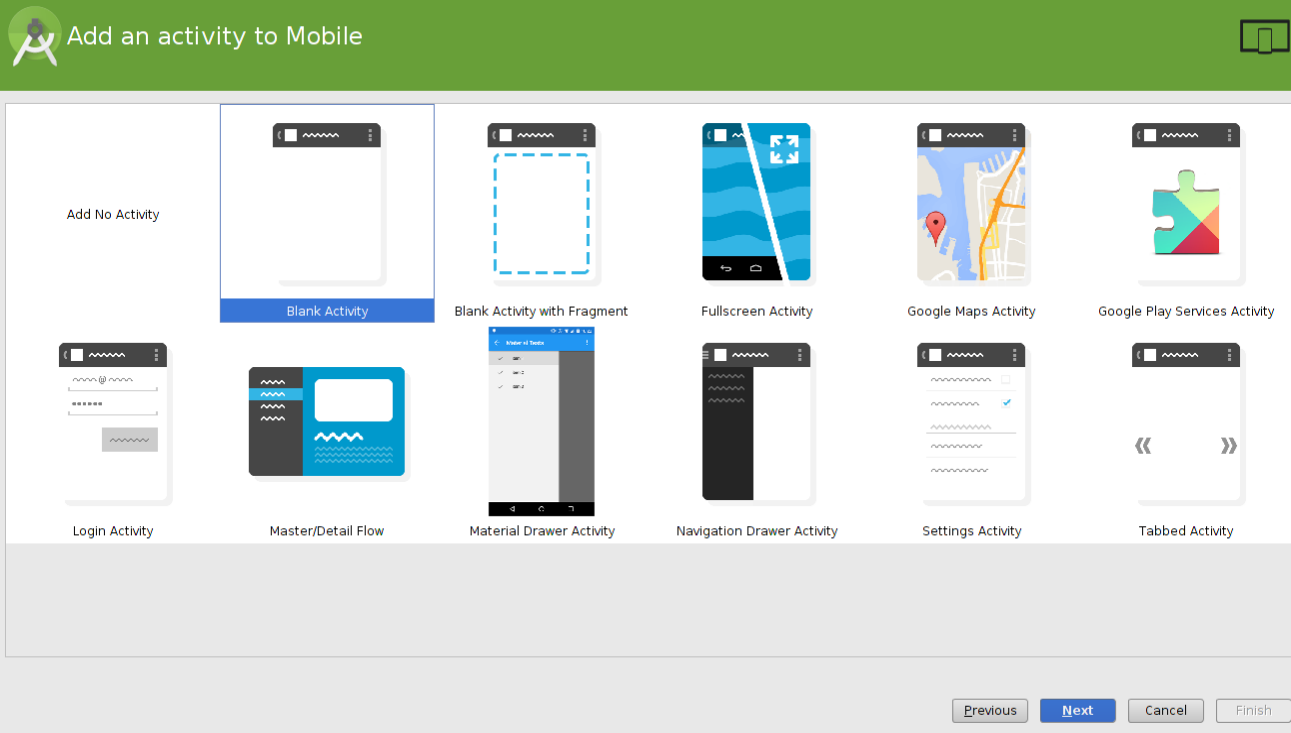 Add an activity to Mobile
Add No Activity
Blank Activity
Blank Activity with Fragment
Fullscreen Activity
Google Maps Activity
Google Play Services Activity
Login Activity
Master/Detail Flow
Material Drawer Activity
Navigation Drawer Activity
Settings Activity
Tabbed Activity
Previous
Next
Cancel
Finish